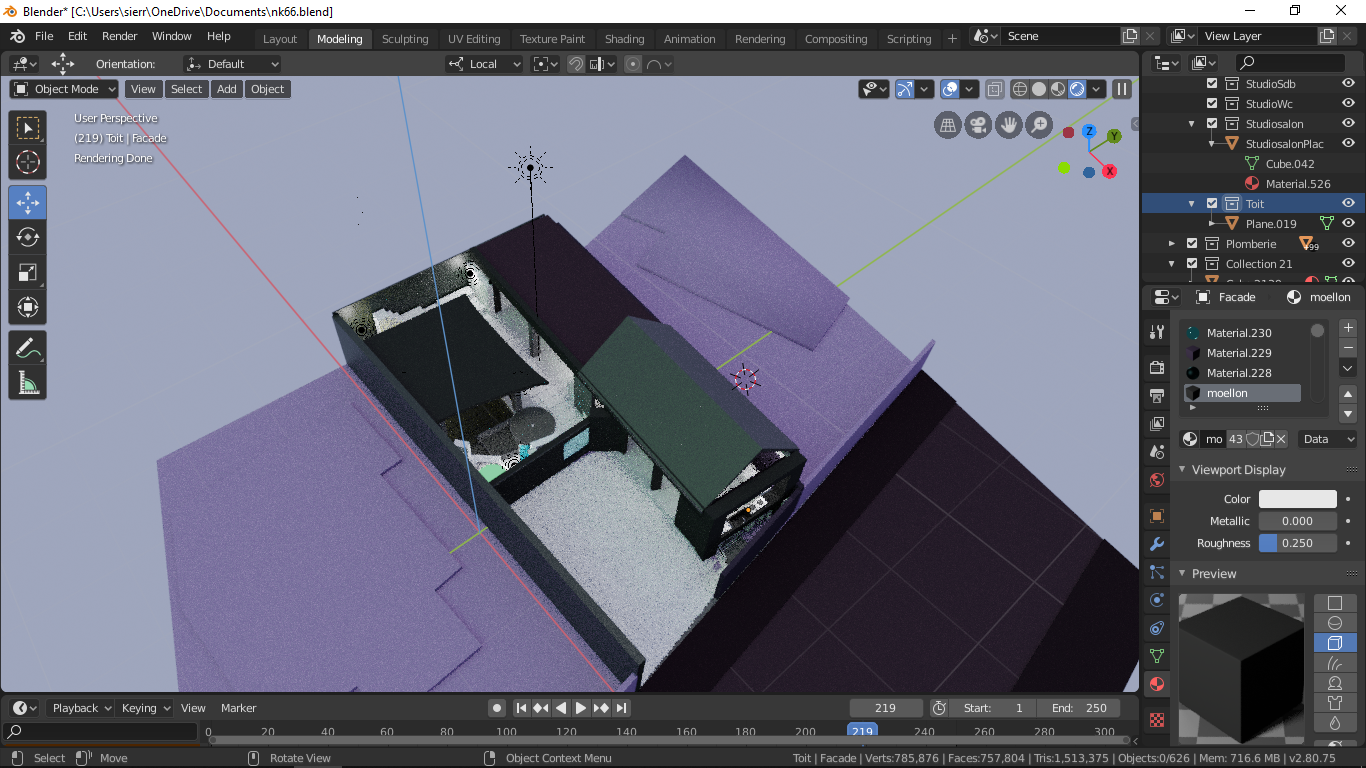 Blender* [C:\Users\sierr\OneDrive\Documents\nk66.blend]
File Edit Render Window Help Layout Modeling Sculpting UV Editing Texture Paint Shading Animation Rendering Compositing Scripting + Scene View Layer
Orientation: Default Local
Object Mode View Select Add Object
User Perspective
(219) Toit | Facade
Rendering Done
Z
Y
X
StudioSdb
StudioWc
Studiosalon
StudiosalonPlac
Cube.042
Material.526
Toit
Plane.019
Plomberie 99
Collection 21
Facade moellon
Material.230
Material.229
Material.228
moellon
mo 43 Data
Viewport Display
Color
Metallic 0.000
Roughness 0.250
Preview
Playback Keying View Marker 219 Start: 1 End: 250
0 20 40 60 80 100 120 140 160 180 200 219 240 260 280 300
Select Move Rotate View Object Context Menu Toit | Facade | Verts:785,876 | Faces:757,804 | Tris:1,513,375 | Objects:0/626 | Mem: 716.6 MB | v2.80.75